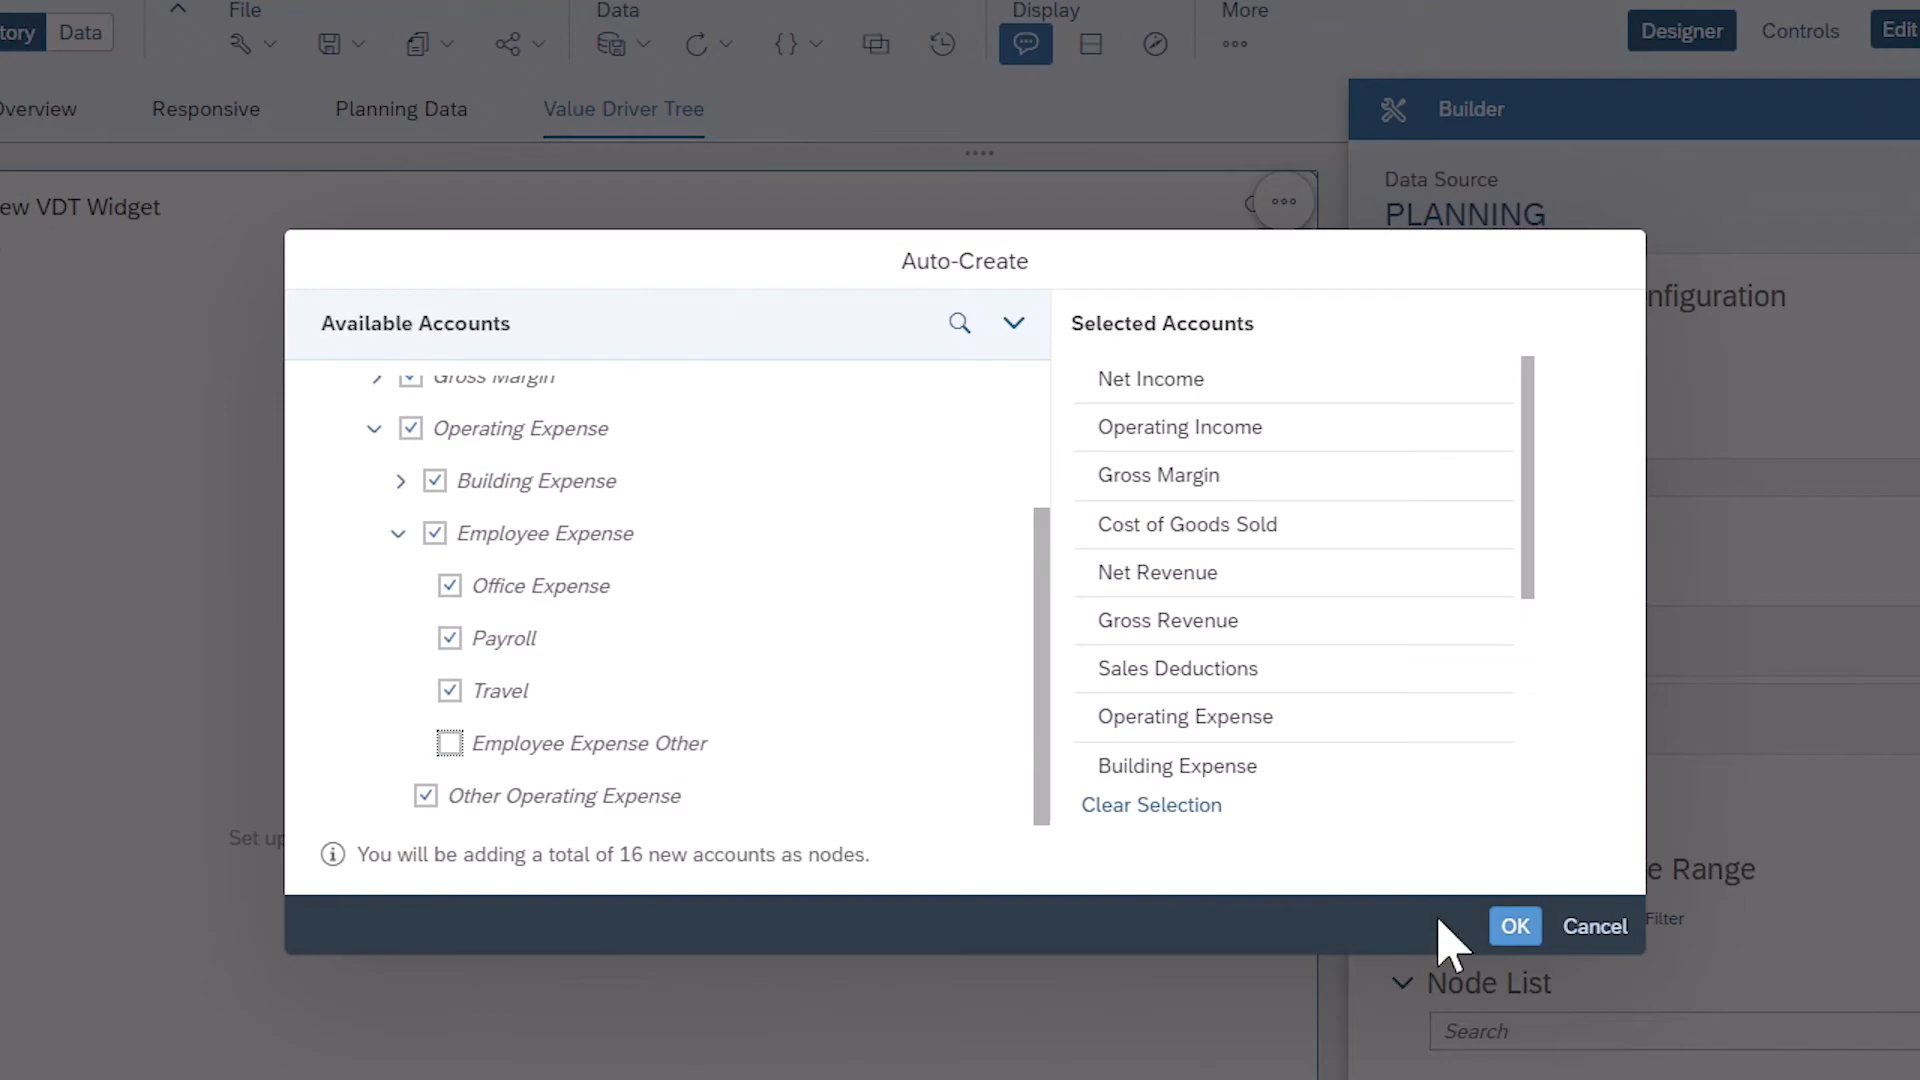 tory Data
File
Data
Display
More
Designer Controls Edit
Overview Responsive Planning Data Value Driver Tree
Builder
Data Source
PLANNING
ew VDT Widget
nfiguration
Auto-Create
Available Accounts
Gross Margin
Operating Expense
Building Expense
Employee Expense
Office Expense
Payroll
Travel
Employee Expense Other
Other Operating Expense
You will be adding a total of 16 new accounts as nodes.
Selected Accounts
Net Income
Operating Income
Gross Margin
Cost of Goods Sold
Net Revenue
Gross Revenue
Sales Deductions
Operating Expense
Building Expense
Clear Selection
OK Cancel
Set up
e Range
Filter
Node List
Search